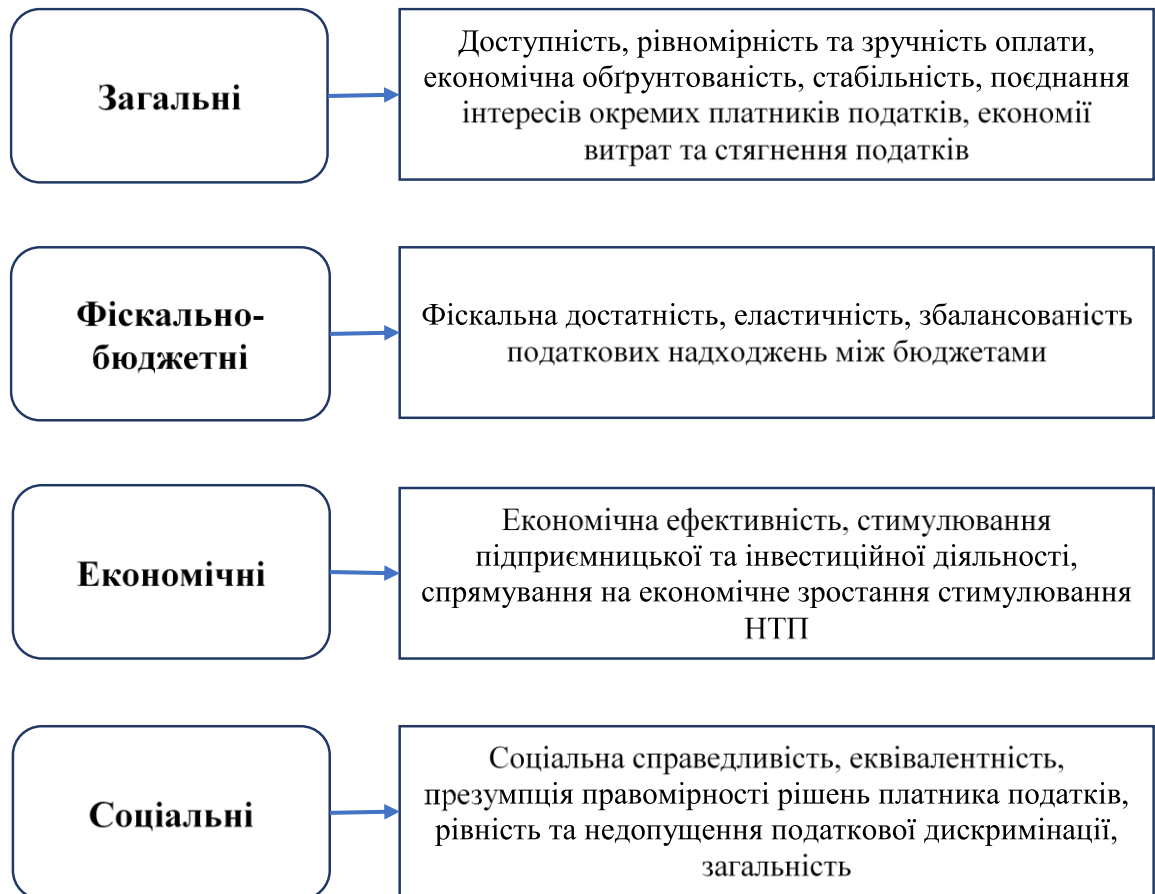 Загальні
Доступність, рівномірність та зручність оплати,
економічна обґрунтованість, стабільність, поєднання
інтересів окремих платників податків, економії
витрат та стягнення податків
Фіскально-
бюджетні
Фіскальна достатність, еластичність, збалансованість
податкових надходжень між бюджетами
Економічні
Економічна ефективність, стимулювання
підприємницької та інвестиційної діяльності,
спрямування на економічне зростання стимулювання
НТП
Соціальні
Соціальна справедливість, еквівалентність,
презумпція правомірності рішень платника податків,
рівність та недопущення податкової дискримінації,
загальність